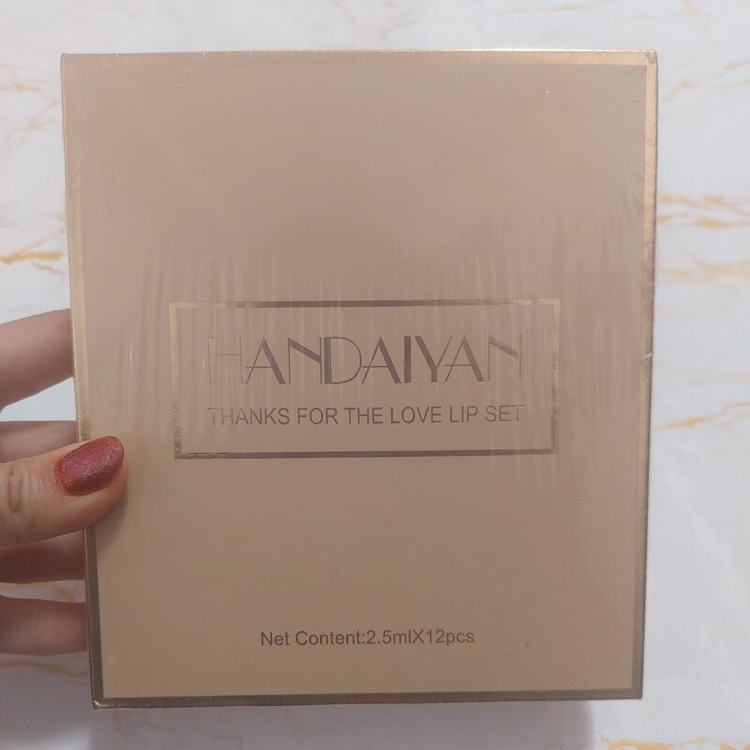 HANDAIYAN
THANKS FOR THE LOVE LIP SET
Net Content:2.5mlX12pcs